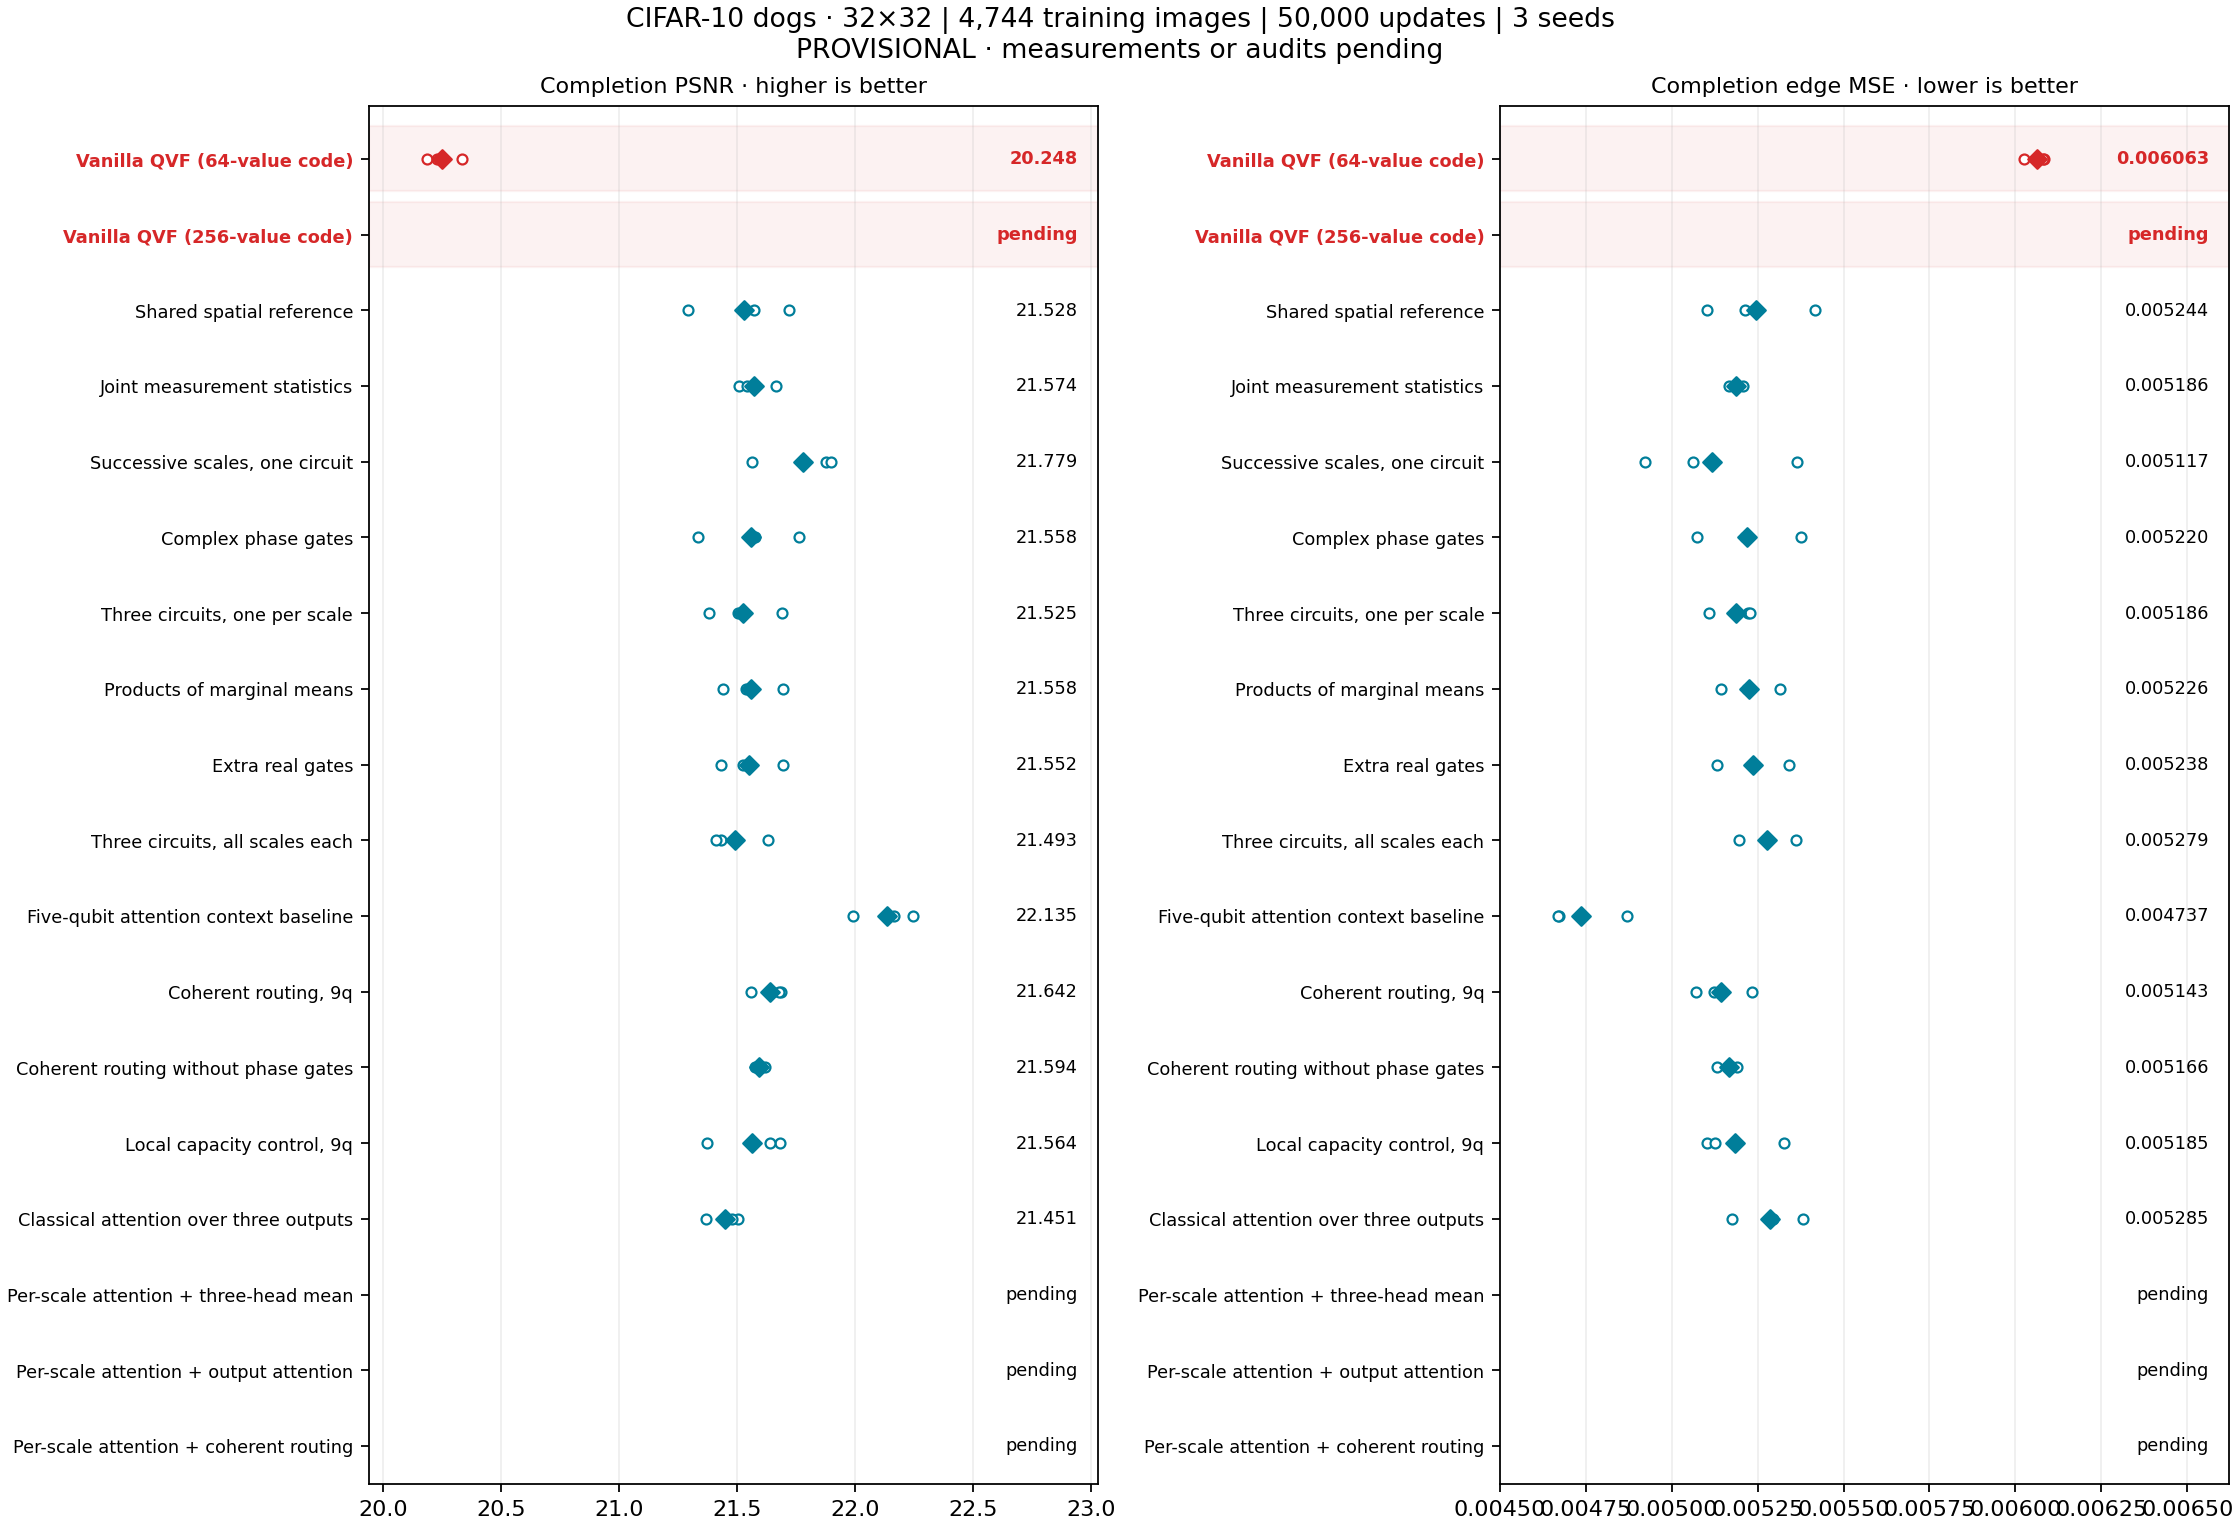 CIFAR-10 dogs · 32×32 | 4,744 training images | 50,000 updates | 3 seeds
PROVISIONAL · measurements or audits pending
Completion PSNR · higher is better
Vanilla QVF (64-value code) 20.248
Vanilla QVF (256-value code) pending
Shared spatial reference 21.528
Joint measurement statistics 21.574
Successive scales, one circuit 21.779
Complex phase gates 21.558
Three circuits, one per scale 21.525
Products of marginal means 21.558
Extra real gates 21.552
Three circuits, all scales each 21.493
Five-qubit attention context baseline 22.135
Coherent routing, 9q 21.642
Coherent routing without phase gates 21.594
Local capacity control, 9q 21.564
Classical attention over three outputs 21.451
Per-scale attention + three-head mean pending
Per-scale attention + output attention pending
Per-scale attention + coherent routing pending
20.0 20.5 21.0 21.5 22.0 22.5 23.0
Completion edge MSE · lower is better
Vanilla QVF (64-value code) 0.006063
Vanilla QVF (256-value code) pending
Shared spatial reference 0.005244
Joint measurement statistics 0.005186
Successive scales, one circuit 0.005117
Complex phase gates 0.005220
Three circuits, one per scale 0.005186
Products of marginal means 0.005226
Extra real gates 0.005238
Three circuits, all scales each 0.005279
Five-qubit attention context baseline 0.004737
Coherent routing, 9q 0.005143
Coherent routing without phase gates 0.005166
Local capacity control, 9q 0.005185
Classical attention over three outputs 0.005285
Per-scale attention + three-head mean pending
Per-scale attention + output attention pending
Per-scale attention + coherent routing pending
0.00450 0.00475 0.00500 0.00525 0.00550 0.00575 0.00600 0.00625 0.00650